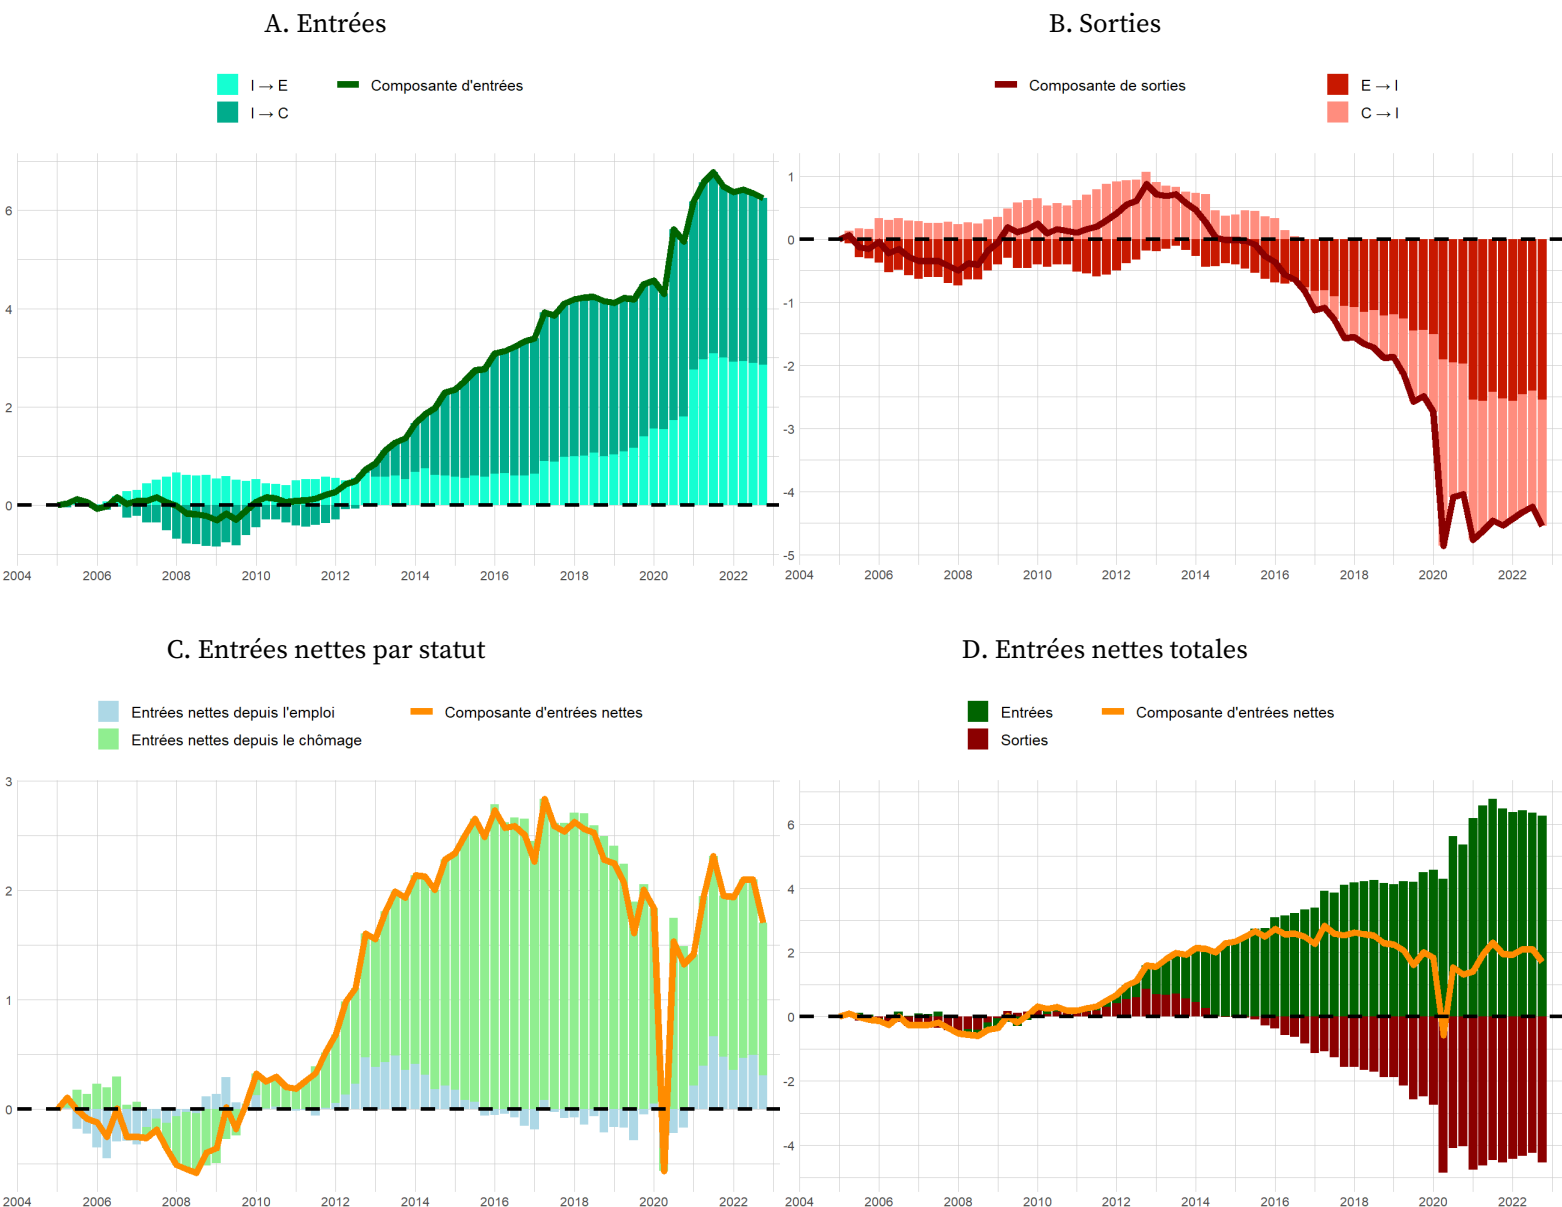 A. Entrées
I → E
Composante d'entrées
I → C
6
4
2
0
2004 2006 2008 2010 2012 2014 2016 2018 2020 2022
B. Sorties
Composante de sorties
E → I
C → I
1
0
-1
-2
-3
-4
-5
2004 2006 2008 2010 2012 2014 2016 2018 2020 2022
C. Entrées nettes par statut
Entrées nettes depuis l'emploi
Composante d'entrées nettes
Entrées nettes depuis le chômage
3
2
1
0
2004 2006 2008 2010 2012 2014 2016 2018 2020 2022
D. Entrées nettes totales
Entrées
Composante d'entrées nettes
Sorties
6
4
2
0
-2
-4
2004 2006 2008 2010 2012 2014 2016 2018 2020 2022